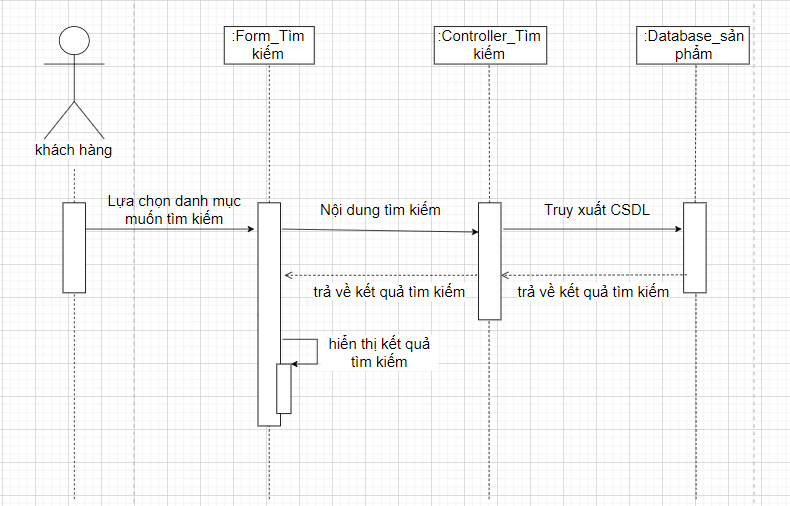 :Form_Tìm
kiếm
:Controller_Tìm
kiếm
:Database_sản
phẩm
khách hàng
Lựa chọn danh mục
muốn tìm kiếm
Nội dung tìm kiếm
Truy xuất CSDL
trả về kết quả tìm kiếm
trả về kết quả tìm kiếm
hiển thị kết quả
tìm kiếm